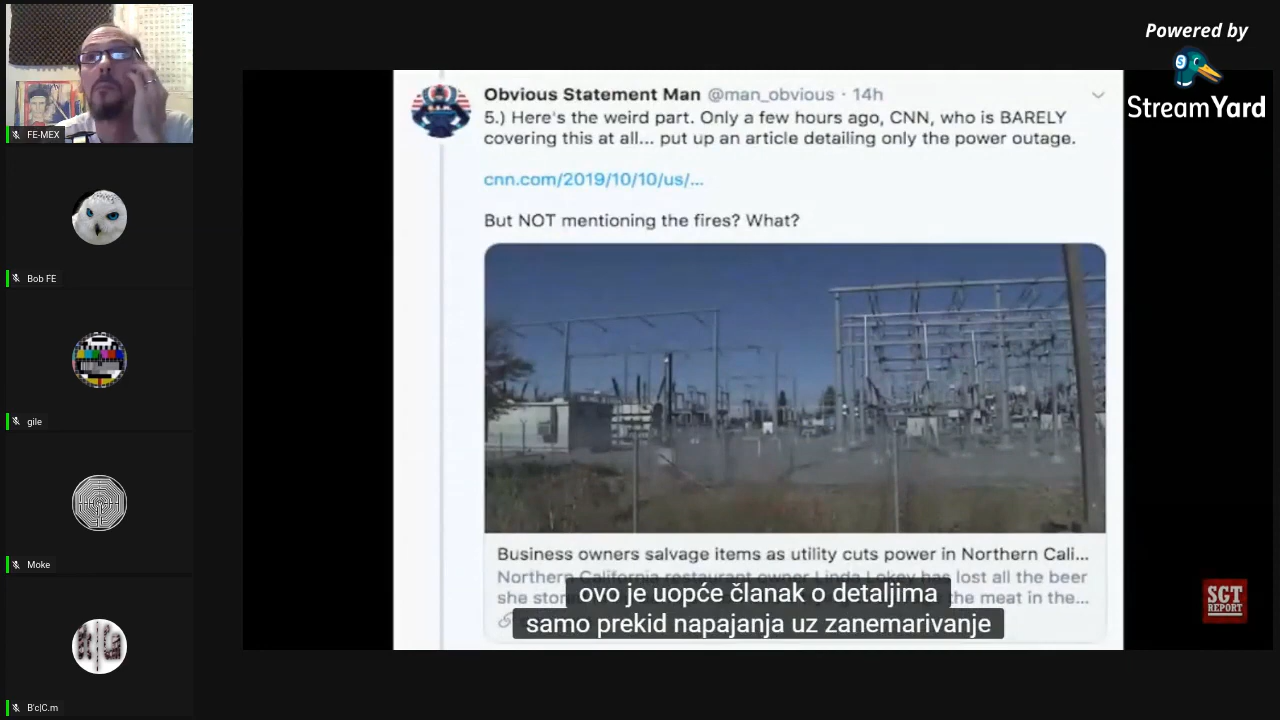 Powered by
StreamYard
FE-MEX
Bob FE
gile
Moke
B'c|C.m
Obvious Statement Man @man_obvious · 14h
5.) Here's the weird part. Only a few hours ago, CNN, who is BARELY
covering this at all... put up an article detailing only the power outage.
cnn.com/2019/10/10/us/...
But NOT mentioning the fires? What?
Business owners salvage items as utility cuts power in Northern Cali...
Northern California restaurant owner Linda Lokey has lost all the beer
she the meat in the...
ovo je uopće članak o detaljima
samo prekid napajanja uz zanemarivanje
SGT
REPORT